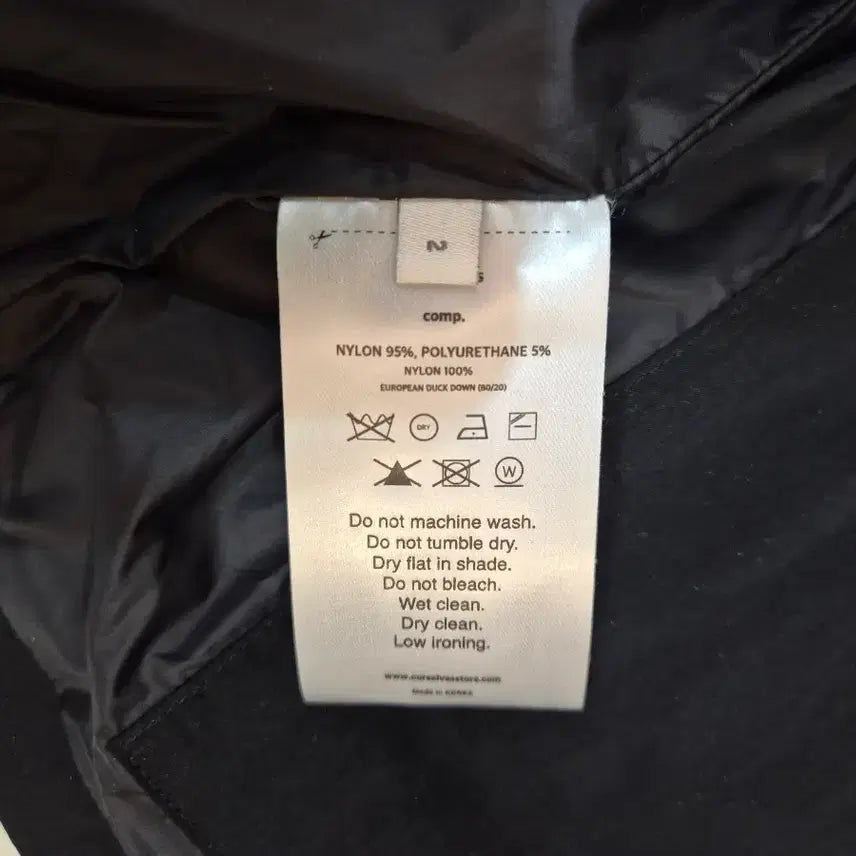 2
s
comp.
NYLON 95%, POLYURETHANE 5%
NYLON 100%
EUROPEAN DUCK DOWN (80/20)
DRY
W
Do not machine wash.
Do not tumble dry.
Dry flat in shade.
Do not bleach.
Wet clean.
Dry clean.
Low ironing.
www.ourselvesstore.com
Made in KOREA